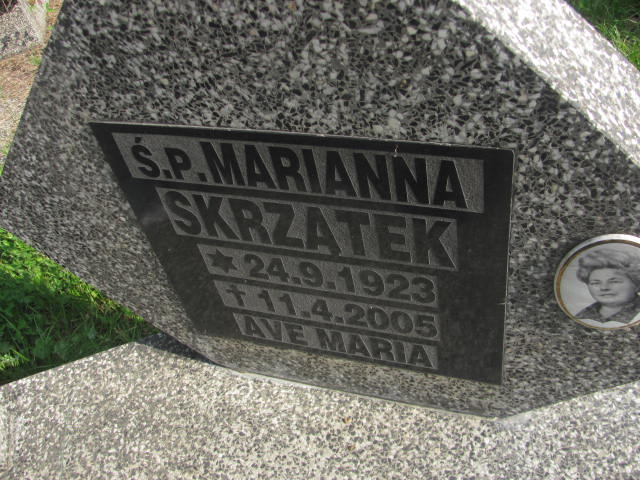 Ś.P. MARIANNA
SKRZĄTEK
★ 24.9.1923
† 11.4.2005
AVE MARIA